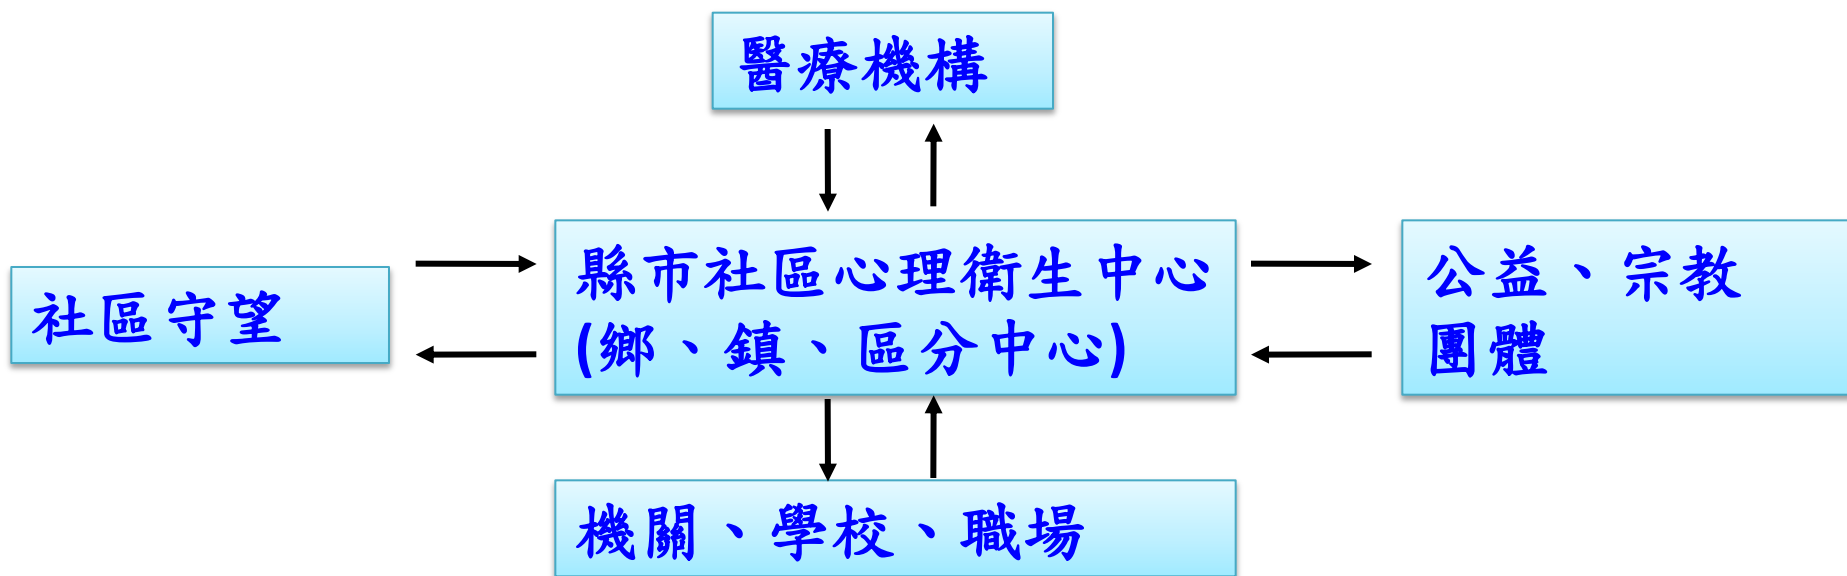 醫療機構
社區守望
縣市社區心理衛生中心
(鄉、鎮、區分中心)
公益、宗教
團體
機關、學校、職場